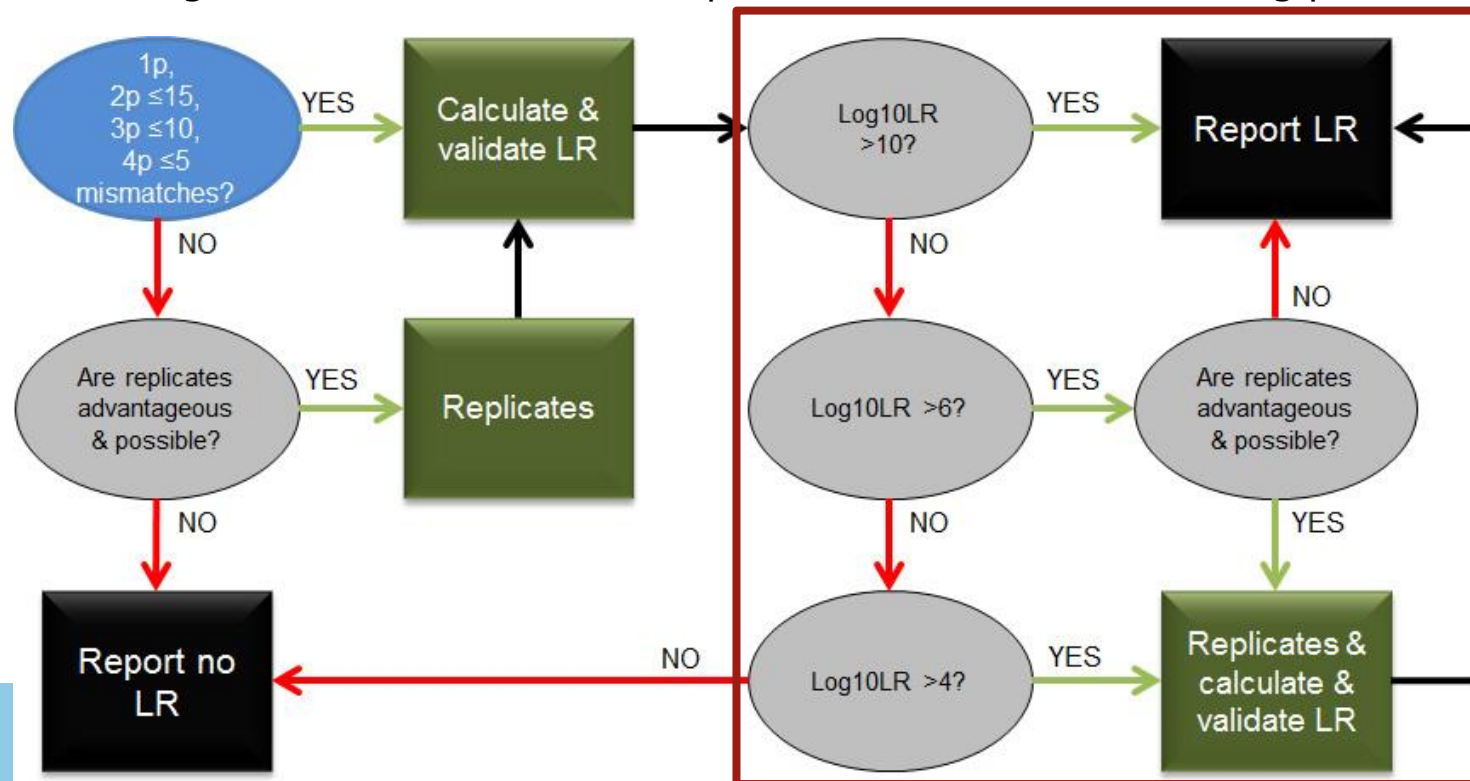 1p,
2p ≤15,
3p ≤10,
4p ≤5
mismatches?
YES
Calculate &
validate LR
Log10LR
>10?
YES
Report LR
NO
NO
NO
Are replicates
advantageous
& possible?
YES
Replicates
Log10LR >6?
YES
Are replicates
advantageous
& possible?
NO
NO
YES
Report no
LR
NO
Log10LR >4?
YES
Replicates &
calculate &
validate LR